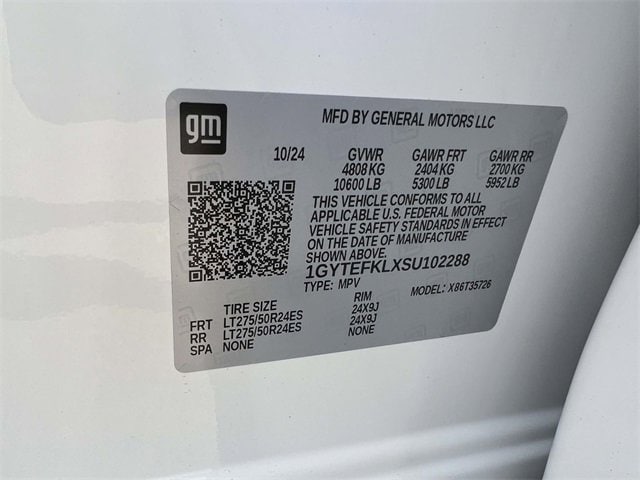 gm
MFD BY GENERAL MOTORS LLC
10/24 GVWR GAWR FRT GAWR RR
4808 KG 2404 KG 2700 KG
10600 LB 5300 LB 5952 LB
THIS VEHICLE CONFORMS TO ALL
APPLICABLE U.S. FEDERAL MOTOR
VEHICLE SAFETY STANDARDS IN EFFECT
ON THE DATE OF MANUFACTURE
SHOWN ABOVE.
1GYTEFKLXSU102288
TYPE: MPV MODEL: X86T35726
TIRE SIZE RIM
FRT LT275/50R24ES 24X9J
RR LT275/50R24ES 24X9J
SPA NONE NONE